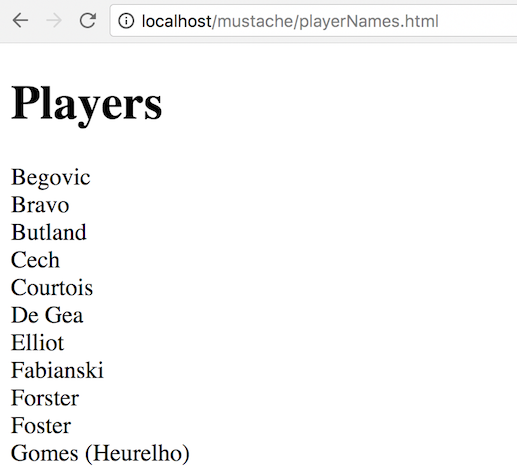 localhost/mustache/playerNames.html
Players
Begovic
Bravo
Butland
Cech
Courtois
De Gea
Elliot
Fabianski
Forster
Foster
Gomes (Heurelho)